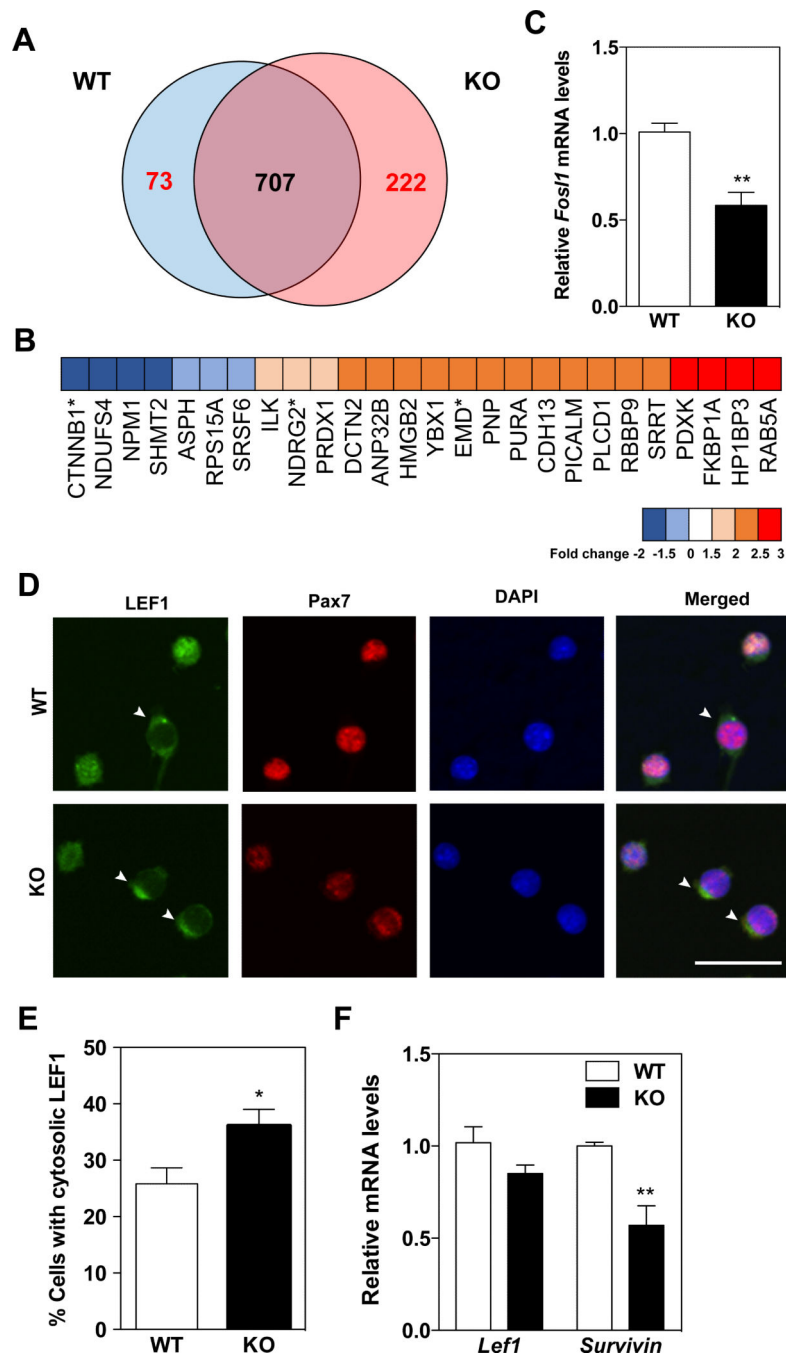 A
WT
KO
73
707
222
C
Relative Fosl1 mRNA levels
1.5
1.0
0.5
0.0
**
WT
KO
B
CTNNB1*
NDUFS4
NPM1
SHMT2
ASPH
RPS15A
SRSF6
ILK
NDRG2*
PRDX1
DCTN2
ANP32B
HMGB2
YBX1
EMD*
PNP
PURA
CDH13
PICALM
PLCD1
RBBP9
SRRT
PDXK
FKBP1A
HP1BP3
RAB5A
Fold change -2 -1.5 0 1.5 2 2.5 3
D
LEF1 Pax7 DAPI Merged
WT
KO
E
% Cells with cytosolic LEF1
50
40
30
20
10
0
*
WT
KO
F
Relative mRNA levels
1.5
1.0
0.5
0.0
WT
KO
**
Lef1
Survivin